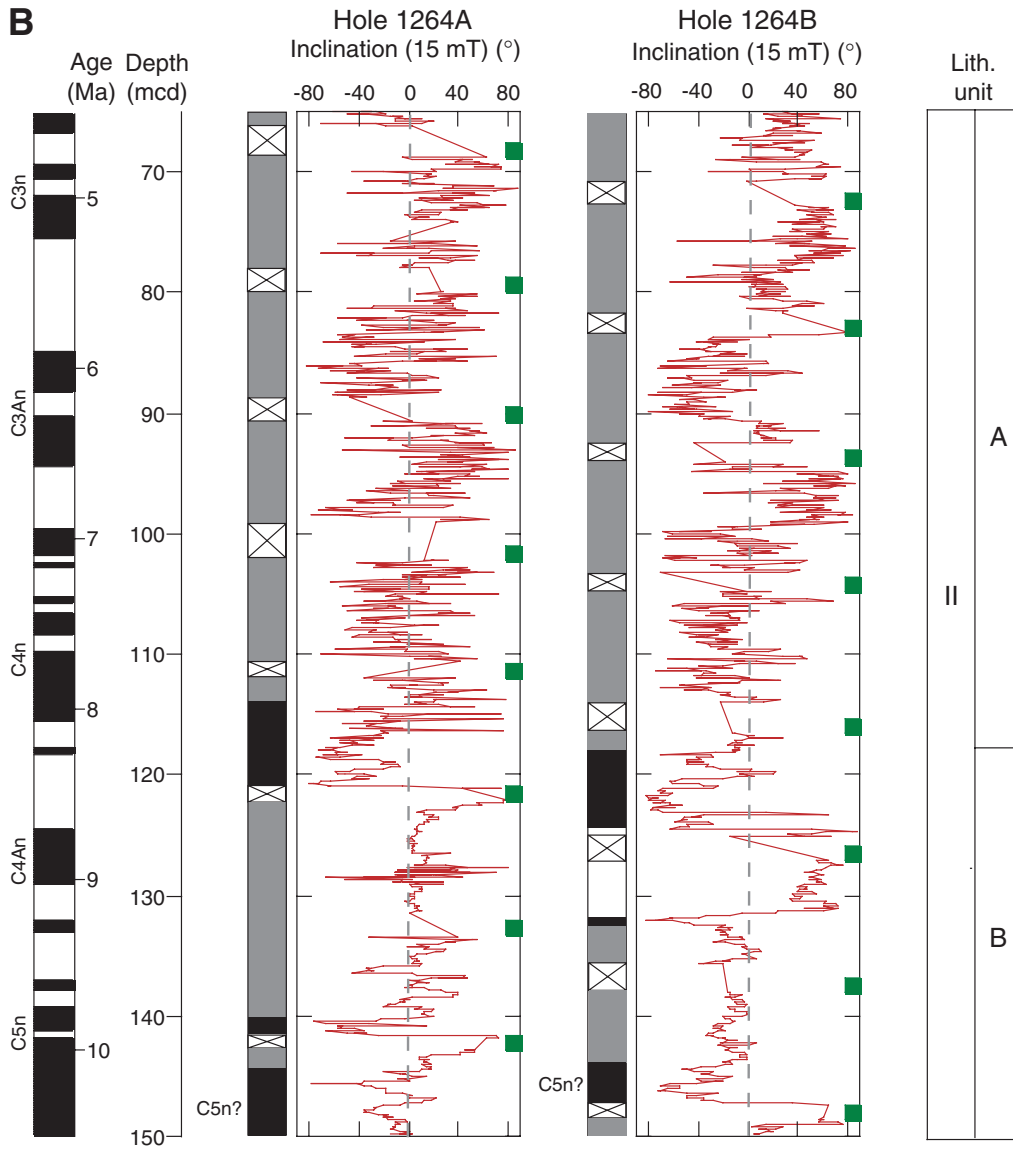 B
Hole 1264A
Hole 1264B
Age (Ma)
Depth (mcd)
Inclination (15 mT) (°)
Inclination (15 mT) (°)
Lith. unit
-80 -40 0 40 80
-80 -40 0 40 80
70
C3n
5
80
6
C3An
90
A
100
7
II
C4n
110
8
120
C4An
9
130
B
C5n
140
10
C5n?
C5n?
150